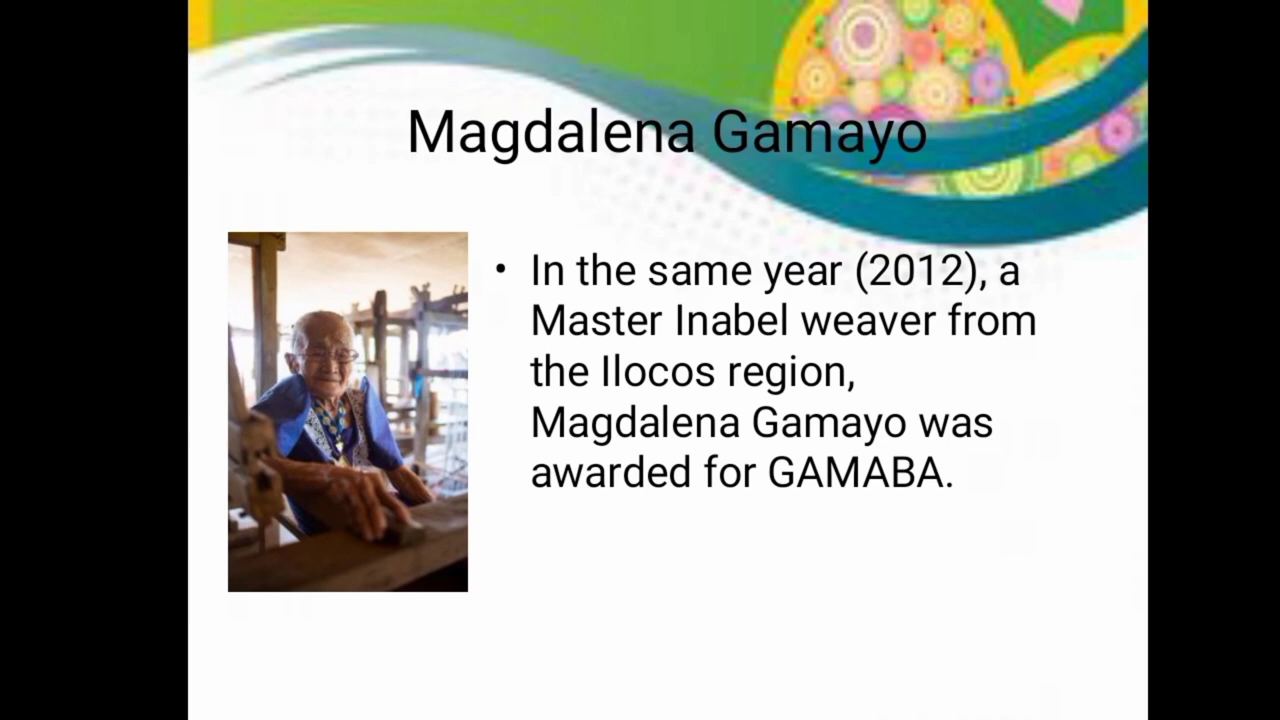 Magdalena Gamayo
• In the same year (2012), a
Master Inabel weaver from
the Ilocos region,
Magdalena Gamayo was
awarded for GAMABA.